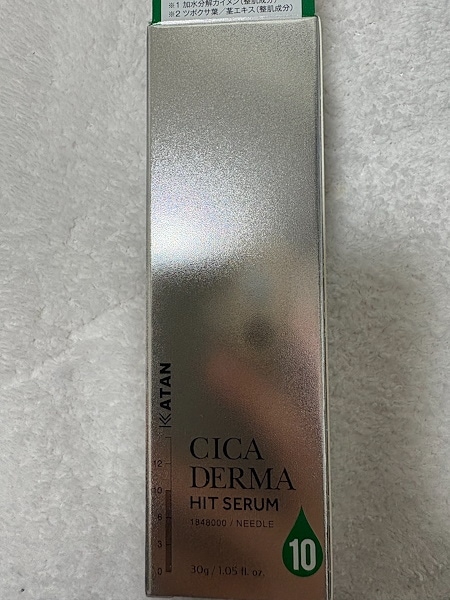 ※1 加水分解カイメン(整肌成分)
※2 ツボクサ葉／茎エキス(整肌成分)
KATAN
CICA
DERMA
HIT SERUM
1848000 / NEEDLE
12
10
6
3
0
10
30g / 1.05 fl. oz.